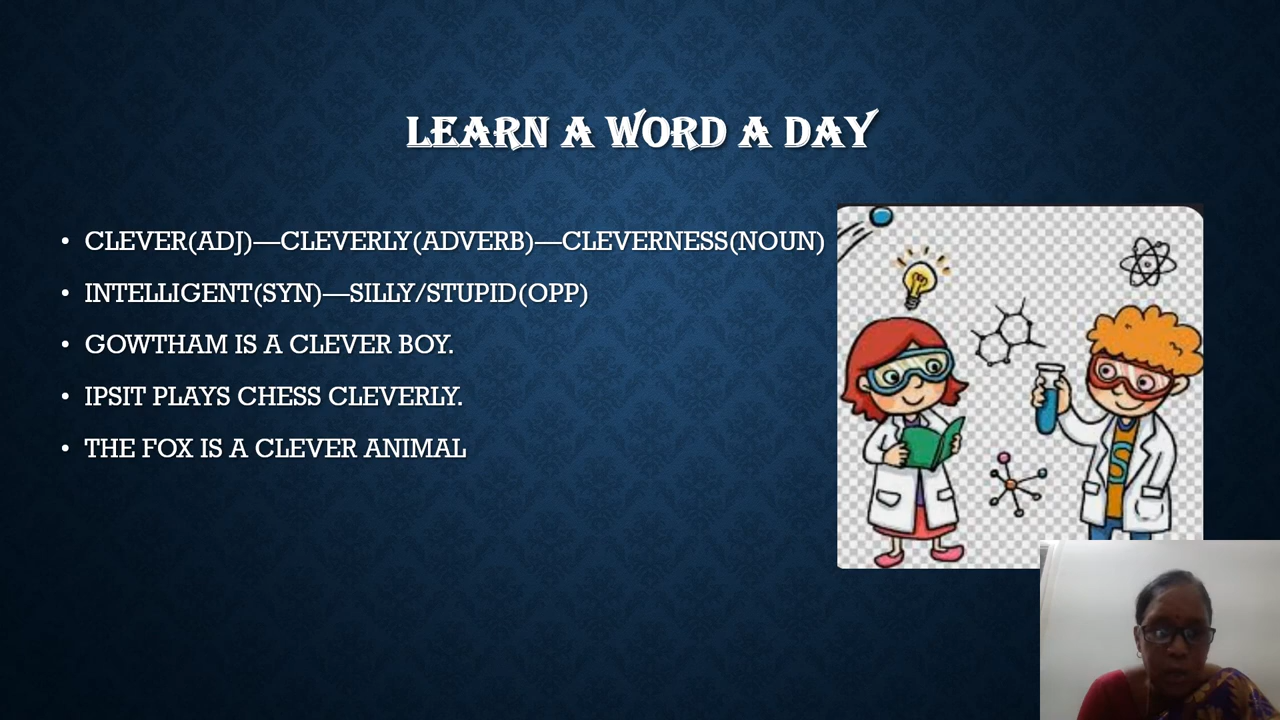 LEARN A WORD A DAY
• CLEVER(ADJ)—CLEVERLY(ADVERB)—CLEVERNESS(NOUN)
• INTELLIGENT(SYN)—SILLY/STUPID(OPP)
• GOWTHAM IS A CLEVER BOY.
• IPSIT PLAYS CHESS CLEVERLY.
• THE FOX IS A CLEVER ANIMAL
S